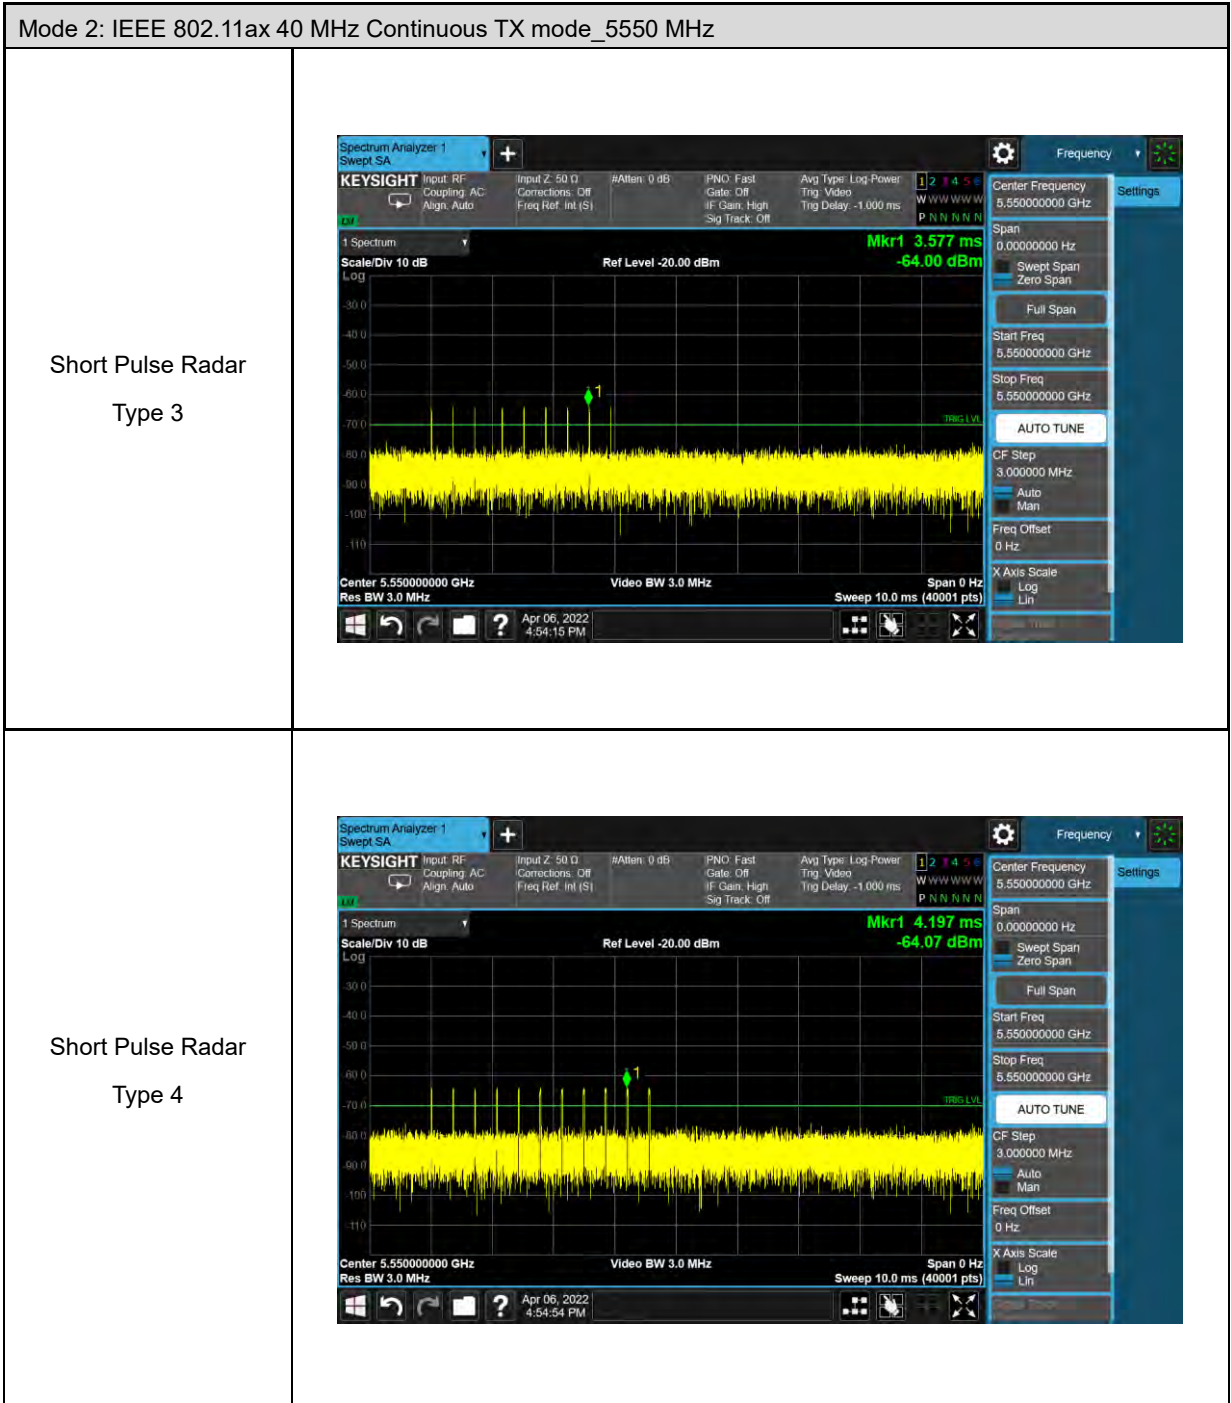 Mode 2: IEEE 802.11ax 40 MHz Continuous TX mode_5550 MHz
Short Pulse Radar
Type 3
Spectrum Analyzer 1
Swept SA
Frequency
KEYSIGHT
Input: RF
Coupling: AC
Align: Auto
Input Z: 50 Ω
Corrections: Off
Freq Ref: Int (S)
#Atten: 0 dB
PNO: Fast
Gate: Off
IF Gain: High
Sig Track: Off
Avg Type: Log-Power
Trig: Video
Trig Delay: -1.000 ms
1 2 3 4 5 6
W W W W W W
P N N N N N
1 Spectrum
Scale/Div 10 dB
Log
Ref Level -20.00 dBm
Mkr1 3.577 ms
-64.00 dBm
-30.0
-40.0
-50.0
-60.0
-70.0
-80.0
-90.0
-100
-110
1
TRIG LVL
Center 5.550000000 GHz
Res BW 3.0 MHz
Video BW 3.0 MHz
Span 0 Hz
Sweep 10.0 ms (40001 pts)
Apr 06, 2022
4:54:15 PM
Center Frequency
5.550000000 GHz
Settings
Span
0.00000000 Hz
Swept Span
Zero Span
Full Span
Start Freq
5.550000000 GHz
Stop Freq
5.550000000 GHz
AUTO TUNE
CF Step
3.000000 MHz
Auto
Man
Freq Offset
0 Hz
X Axis Scale
Log
Lin
Short Pulse Radar
Type 4
Spectrum Analyzer 1
Swept SA
Frequency
KEYSIGHT
Input: RF
Coupling: AC
Align: Auto
Input Z: 50 Ω
Corrections: Off
Freq Ref: Int (S)
#Atten: 0 dB
PNO: Fast
Gate: Off
IF Gain: High
Sig Track: Off
Avg Type: Log-Power
Trig: Video
Trig Delay: -1.000 ms
1 2 3 4 5 6
W W W W W W
P N N N N N
1 Spectrum
Scale/Div 10 dB
Log
Ref Level -20.00 dBm
Mkr1 4.197 ms
-64.07 dBm
-30.0
-40.0
-50.0
-60.0
-70.0
-80.0
-90.0
-100
-110
1
TRIG LVL
Center 5.550000000 GHz
Res BW 3.0 MHz
Video BW 3.0 MHz
Span 0 Hz
Sweep 10.0 ms (40001 pts)
Apr 06, 2022
4:54:54 PM
Center Frequency
5.550000000 GHz
Settings
Span
0.00000000 Hz
Swept Span
Zero Span
Full Span
Start Freq
5.550000000 GHz
Stop Freq
5.550000000 GHz
AUTO TUNE
CF Step
3.000000 MHz
Auto
Man
Freq Offset
0 Hz
X Axis Scale
Log
Lin